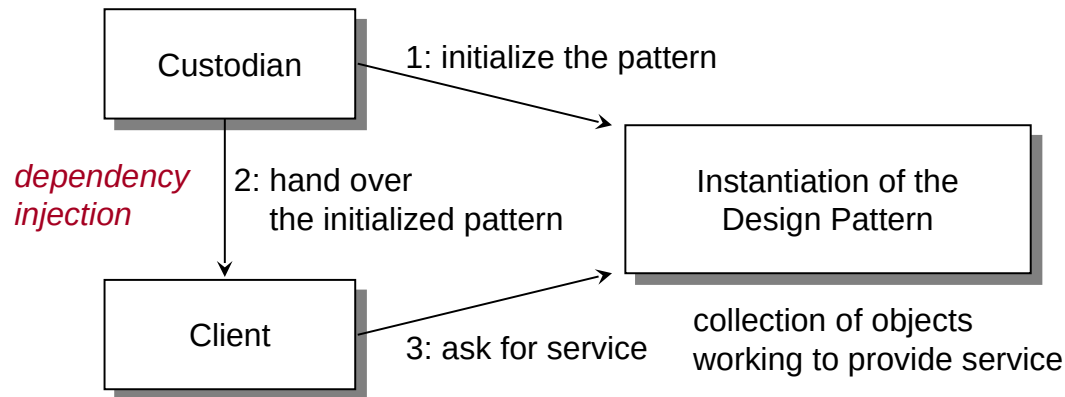 Custodian
1: initialize the pattern
dependency
injection
2: hand over
the initialized pattern
Instantiation of the
Design Pattern
Client
3: ask for service
collection of objects
working to provide service